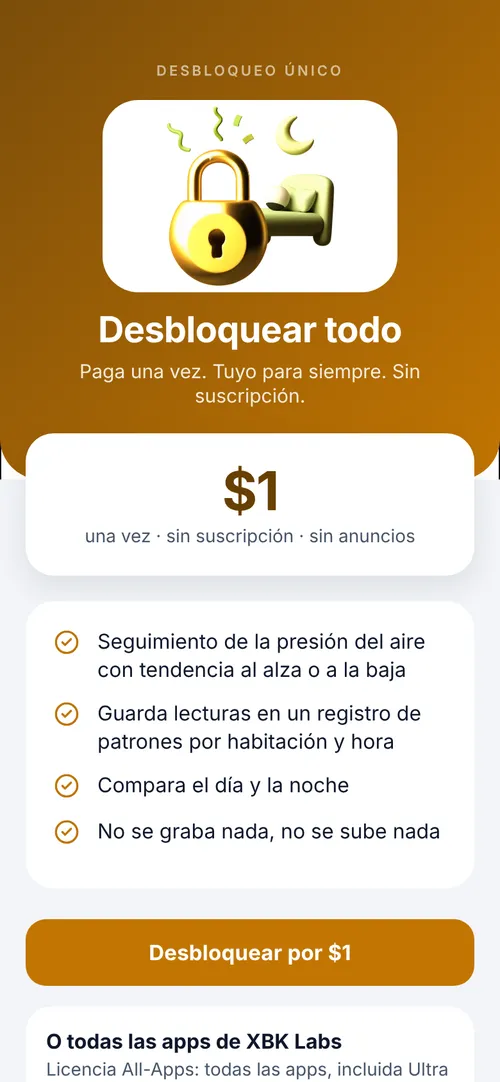 DESBLOQUEO ÚNICO
Desbloquear todo
Paga una vez. Tuyo para siempre. Sin
suscripción.
$1
una vez · sin suscripción · sin anuncios
Seguimiento de la presión del aire
con tendencia al alza o a la baja
Guarda lecturas en un registro de
patrones por habitación y hora
Compara el día y la noche
No se graba nada, no se sube nada
Desbloquear por $1
O todas las apps de XBK Labs
Licencia All-Apps: todas las apps, incluida Ultra